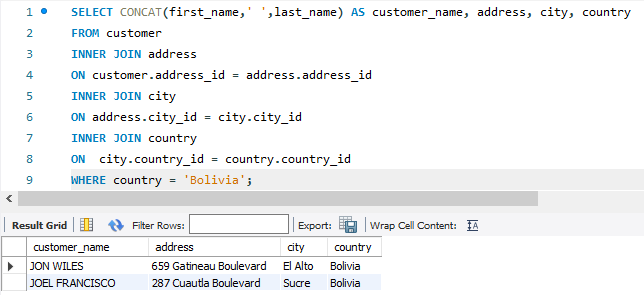 1 SELECT CONCAT(first_name,' ',last_name) AS customer_name, address, city, country
2 FROM customer
3 INNER JOIN address
4 ON customer.address_id = address.address_id
5 INNER JOIN city
6 ON address.city_id = city.city_id
7 INNER JOIN country
8 ON  city.country_id = country.country_id
9 WHERE country = 'Bolivia';
Result Grid Filter Rows: Export: Wrap Cell Content: IA
customer_name address city country
JON WILES 659 Gatineau Boulevard El Alto Bolivia
JOEL FRANCISCO 287 Cuautla Boulevard Sucre Bolivia